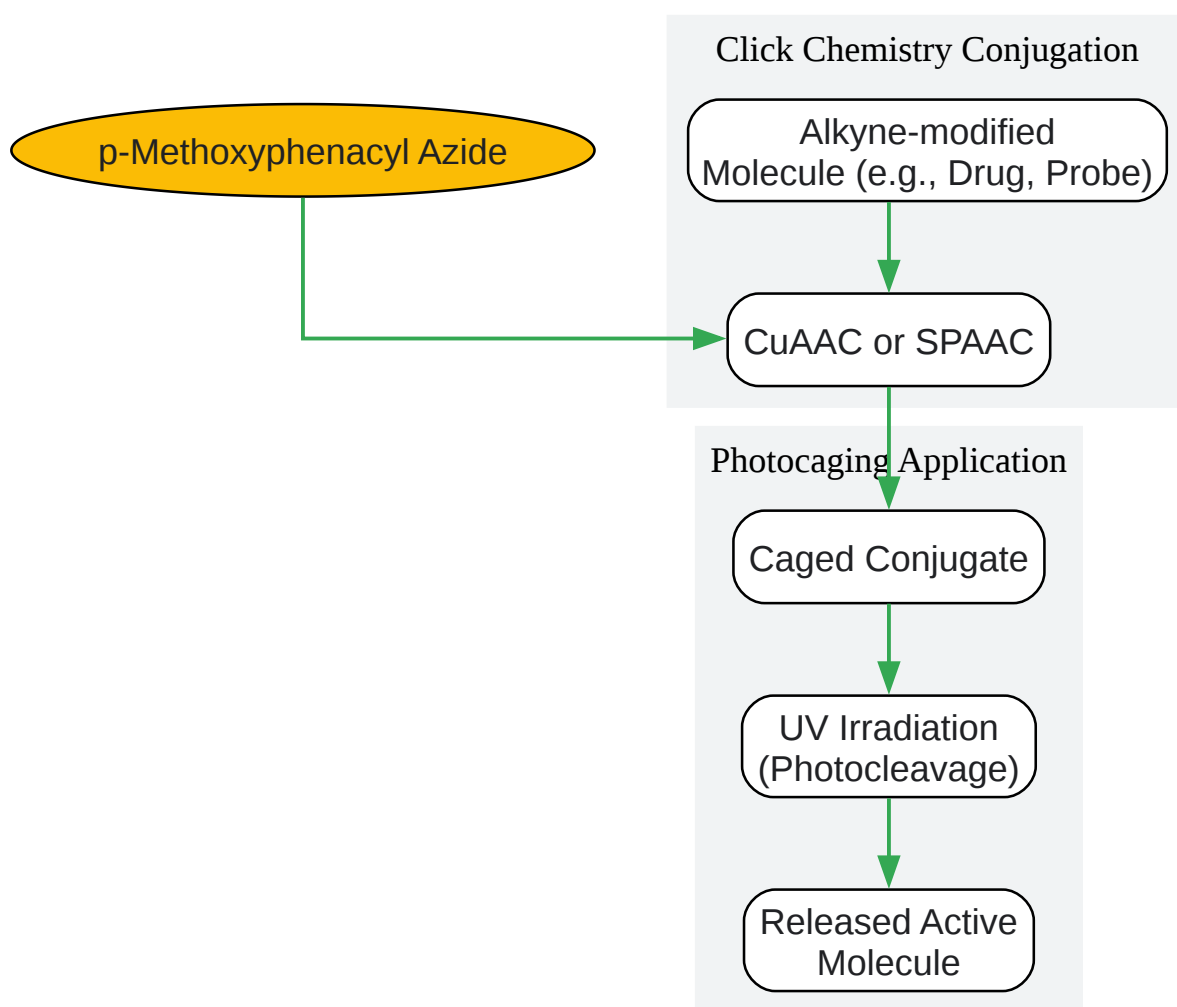 Click Chemistry Conjugation
p-Methoxyphenacyl Azide
Alkyne-modified
Molecule (e.g., Drug, Probe)
CuAAC or SPAAC
Photocaging Application
Caged Conjugate
UV Irradiation
(Photocleavage)
Released Active
Molecule